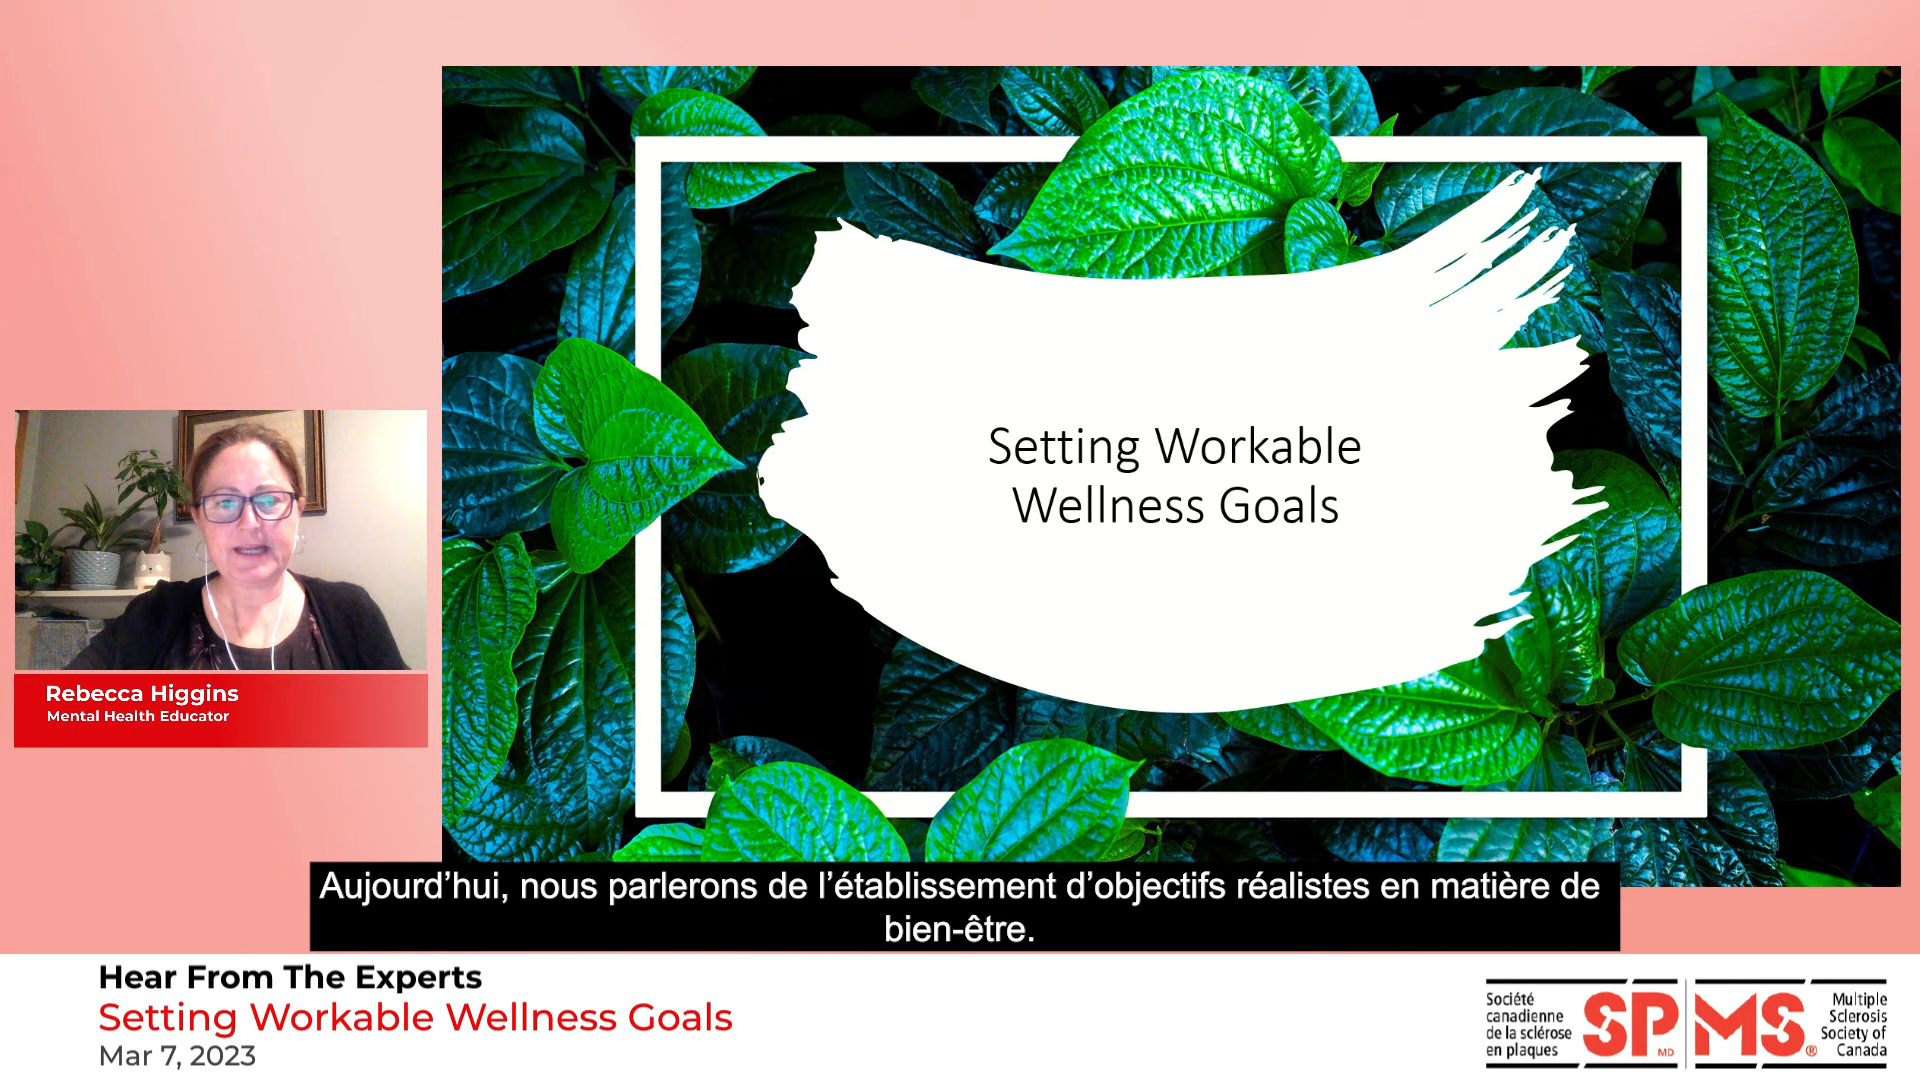 Setting Workable
Wellness Goals
Rebecca Higgins
Mental Health Educator
Aujourd’hui, nous parlerons de l’établissement d’objectifs réalistes en matière de
bien-être.
Hear From The Experts
Setting Workable Wellness Goals
Mar 7, 2023
Société
canadienne
de la sclérose
en plaques
SP MD
MS ®
Multiple
Sclerosis
Society of
Canada